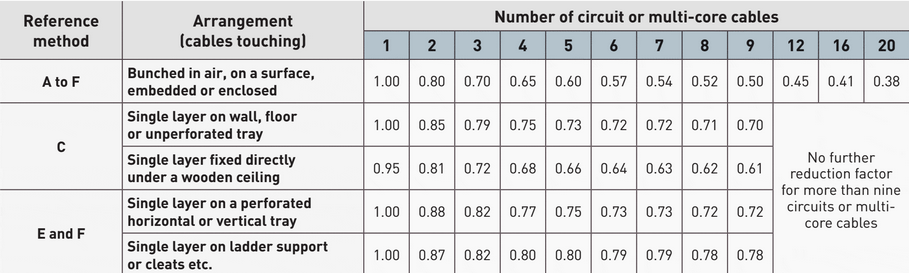 Reference method
Arrangement (cables touching)
Number of circuit or multi-core cables
1 2 3 4 5 6 7 8 9 12 16 20
A to F
Bunched in air, on a surface,
embedded or enclosed
1.00 0.80 0.70 0.65 0.60 0.57 0.54 0.52 0.50 0.45 0.41 0.38
C
Single layer on wall, floor
or unperforated tray
1.00 0.85 0.79 0.75 0.73 0.72 0.72 0.71 0.70
Single layer fixed directly
under a wooden ceiling
0.95 0.81 0.72 0.68 0.66 0.64 0.63 0.62 0.61
No further
reduction factor
for more than nine
circuits or multi-
core cables
E and F
Single layer on a perforated
horizontal or vertical tray
1.00 0.88 0.82 0.77 0.75 0.73 0.73 0.72 0.72
Single layer on ladder support
or cleats etc.
1.00 0.87 0.82 0.80 0.80 0.79 0.79 0.78 0.78